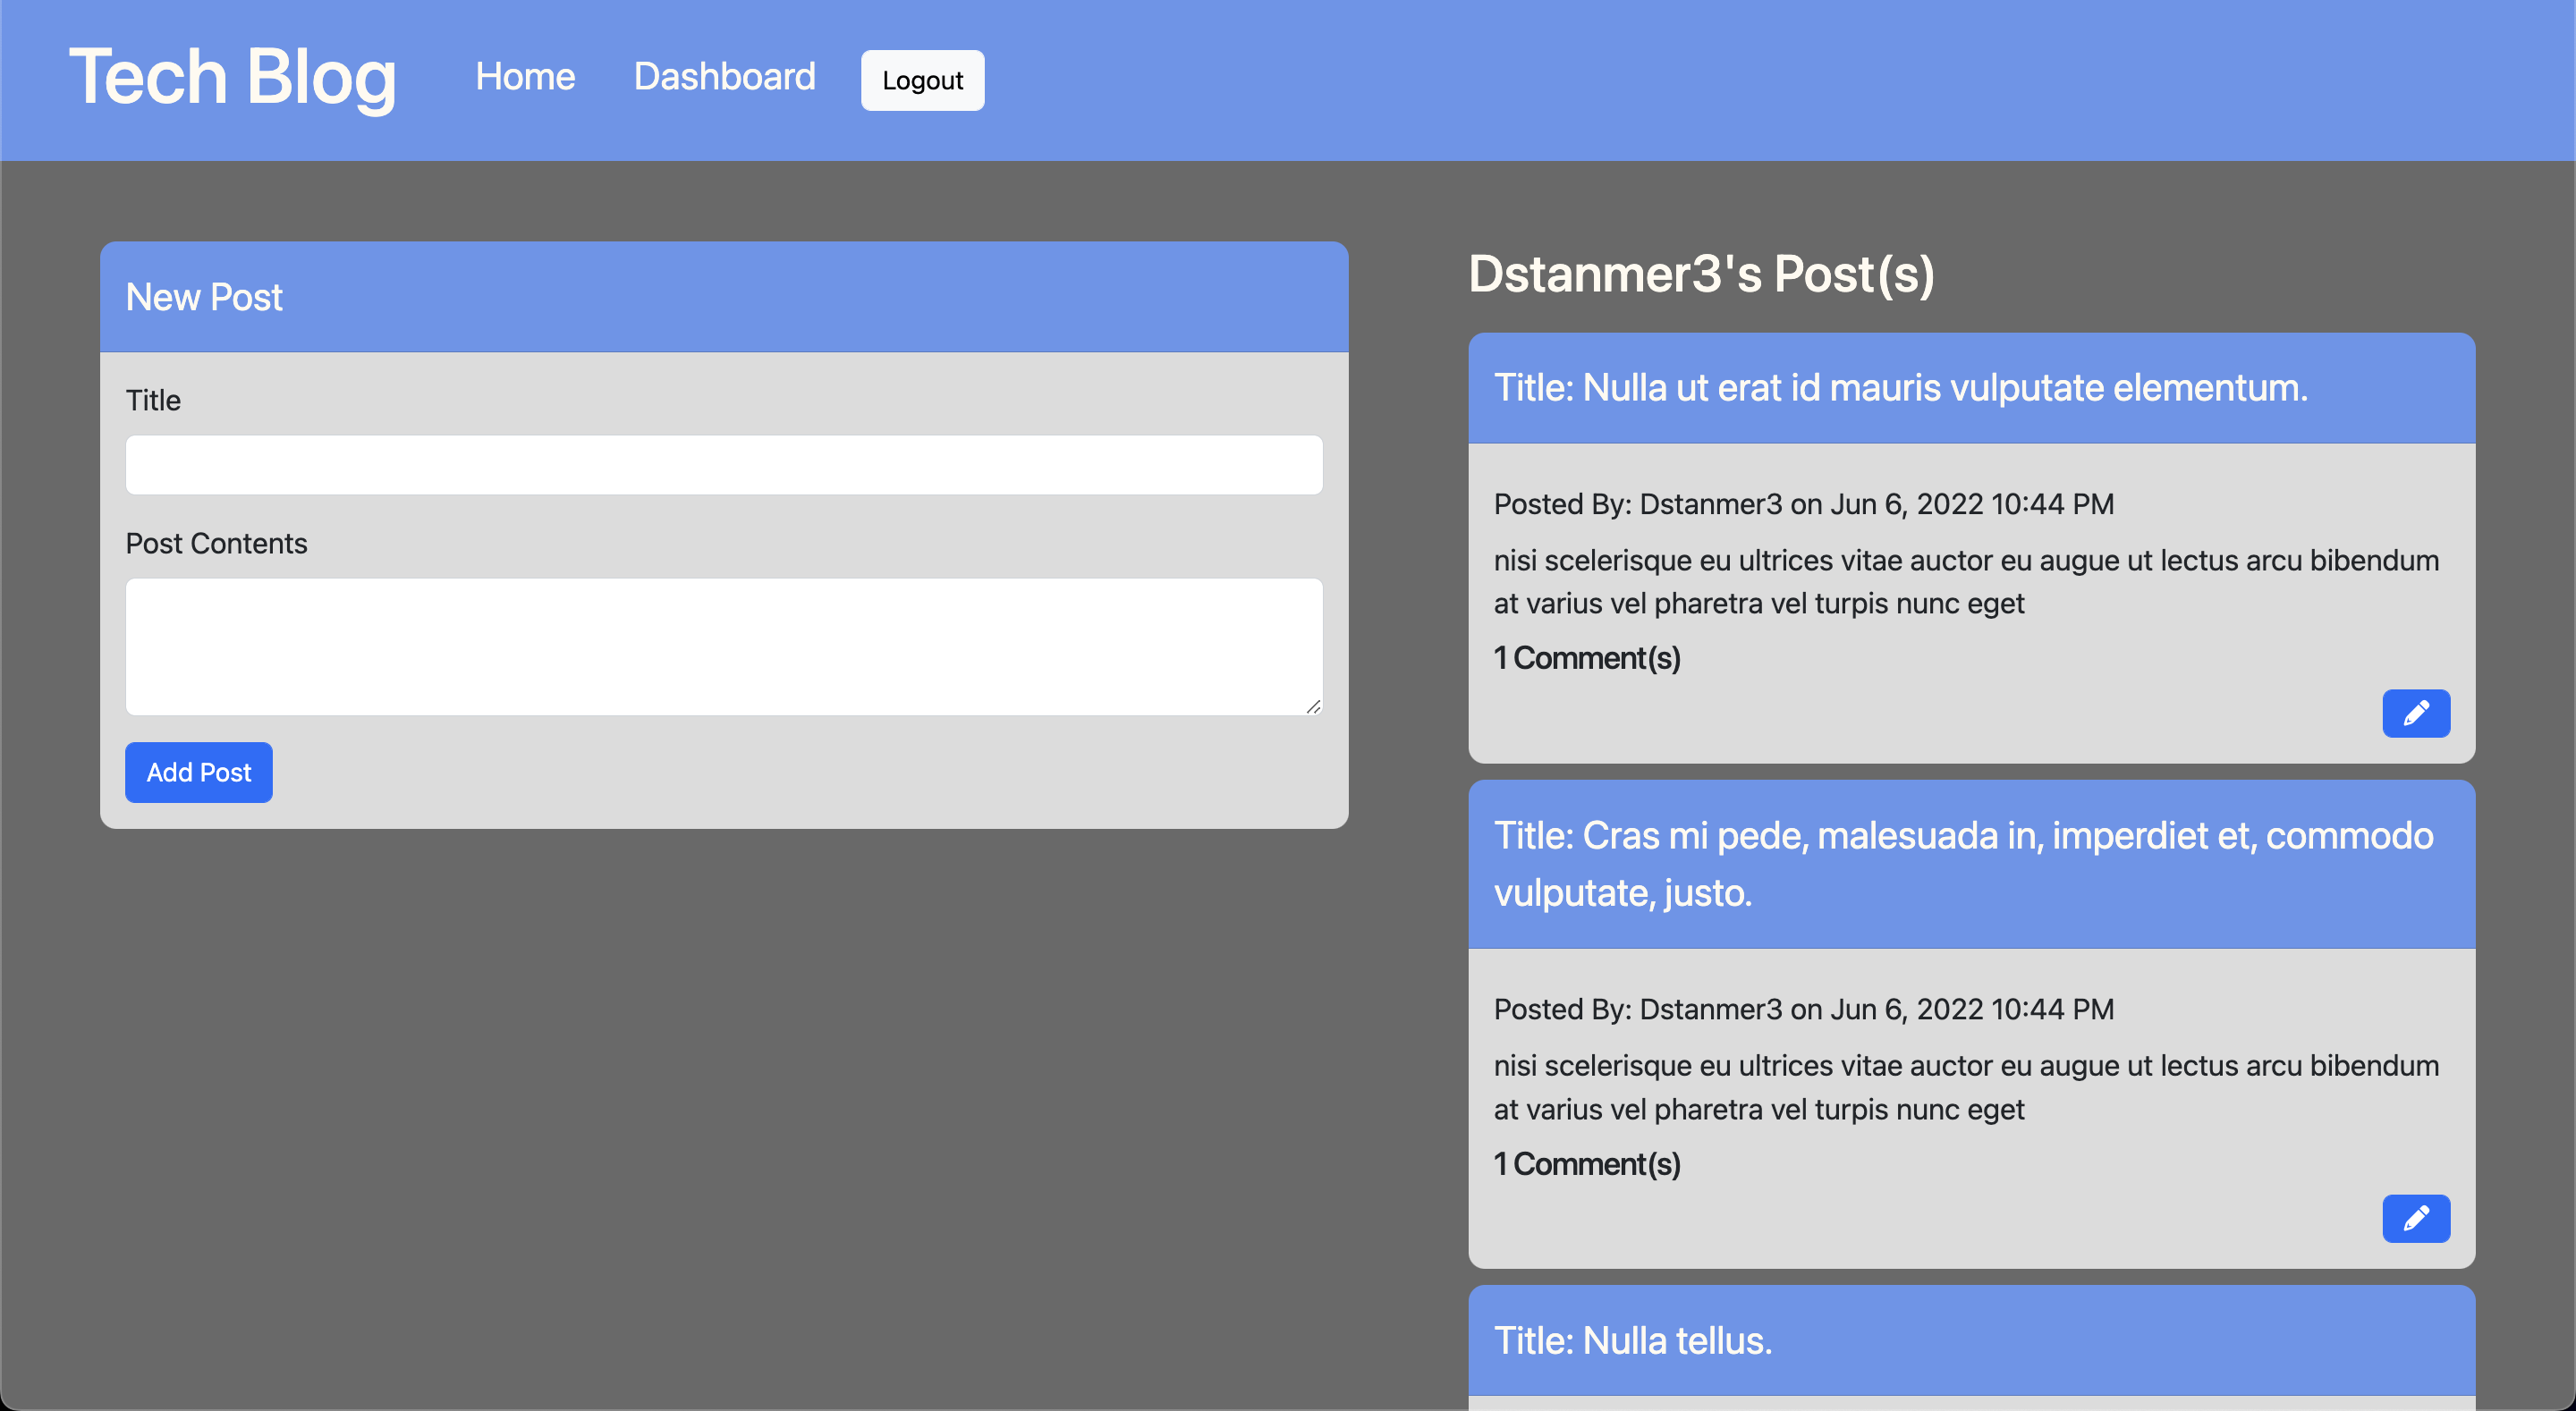 Tech Blog
Home
Dashboard
Logout
New Post
Title
Post Contents
Add Post
Dstanmer3's Post(s)
Title: Nulla ut erat id mauris vulputate elementum.
Posted By: Dstanmer3 on Jun 6, 2022 10:44 PM
nisi scelerisque eu ultrices vitae auctor eu augue ut lectus arcu bibendum
at varius vel pharetra vel turpis nunc eget
1 Comment(s)
Title: Cras mi pede, malesuada in, imperdiet et, commodo
vulputate, justo.
Posted By: Dstanmer3 on Jun 6, 2022 10:44 PM
nisi scelerisque eu ultrices vitae auctor eu augue ut lectus arcu bibendum
at varius vel pharetra vel turpis nunc eget
1 Comment(s)
Title: Nulla tellus.